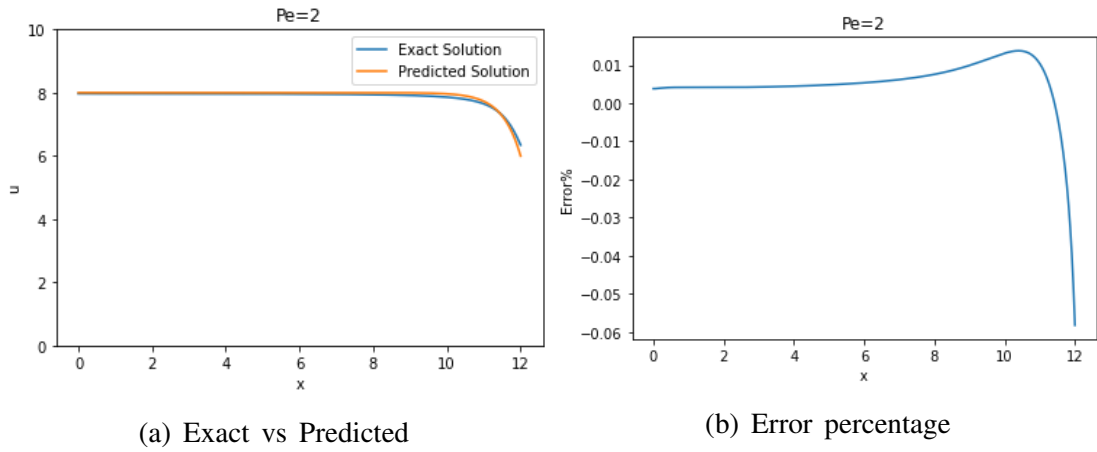 Pe=2
10
8
6
4
2
0
u
Exact Solution
Predicted Solution
0 2 4 6 8 10 12
x
(a) Exact vs Predicted
Pe=2
0.01
0.00
−0.01
−0.02
−0.03
−0.04
−0.05
−0.06
Error%
0 2 4 6 8 10 12
x
(b) Error percentage